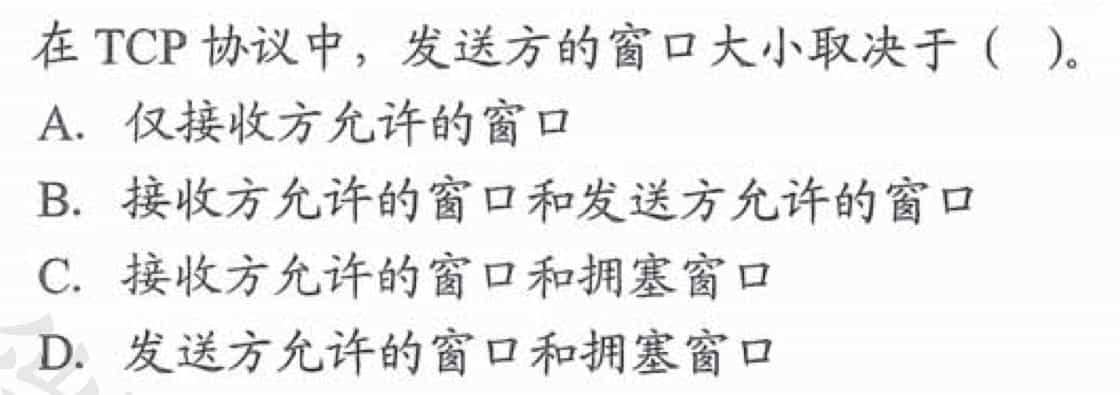 在 TCP 协议中，发送方的窗口大小取决于（ ）。
A. 仅接收方允许的窗口
B. 接收方允许的窗口和发送方允许的窗口
C. 接收方允许的窗口和拥塞窗口
D. 发送方允许的窗口和拥塞窗口